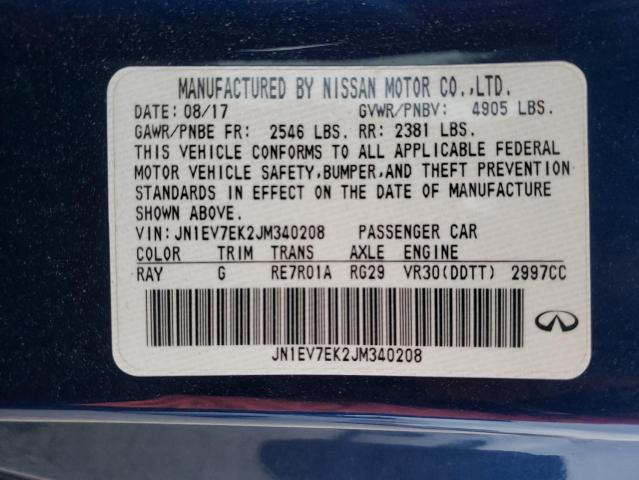 MANUFACTURED BY NISSAN MOTOR CO.,LTD.
DATE: 08/17 GVWR/PNBV: 4905 LBS.
GAWR/PNBE FR: 2546 LBS. RR: 2381 LBS.
THIS VEHICLE CONFORMS TO ALL APPLICABLE FEDERAL
MOTOR VEHICLE SAFETY,BUMPER,AND THEFT PREVENTION
STANDARDS IN EFFECT ON THE DATE OF MANUFACTURE
SHOWN ABOVE.
VIN:JN1EV7EK2JM340208 PASSENGER CAR
COLOR TRIM TRANS AXLE ENGINE
RAY G RE7R01A RG29 VR30(DDTT) 2997CC
JN1EV7EK2JM340208